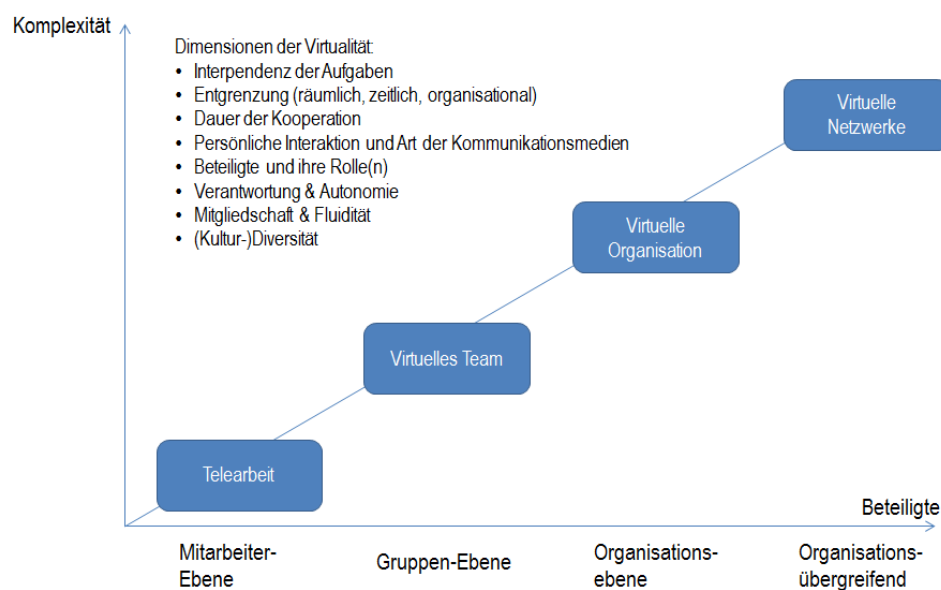 Komplexität
Dimensionen der Virtualität:
• Interpendenz der Aufgaben
• Entgrenzung (räumlich, zeitlich, organisational)
• Dauer der Kooperation
• Persönliche Interaktion und Art der Kommunikationsmedien
• Beteiligte und ihre Rolle(n)
• Verantwortung & Autonomie
• Mitgliedschaft & Fluidität
• (Kultur-)Diversität
Virtuelle
Netzwerke
Virtuelle
Organisation
Virtuelles Team
Telearbeit
Beteiligte
Mitarbeiter-
Ebene
Gruppen-Ebene
Organisations-
ebene
Organisations-
übergreifend